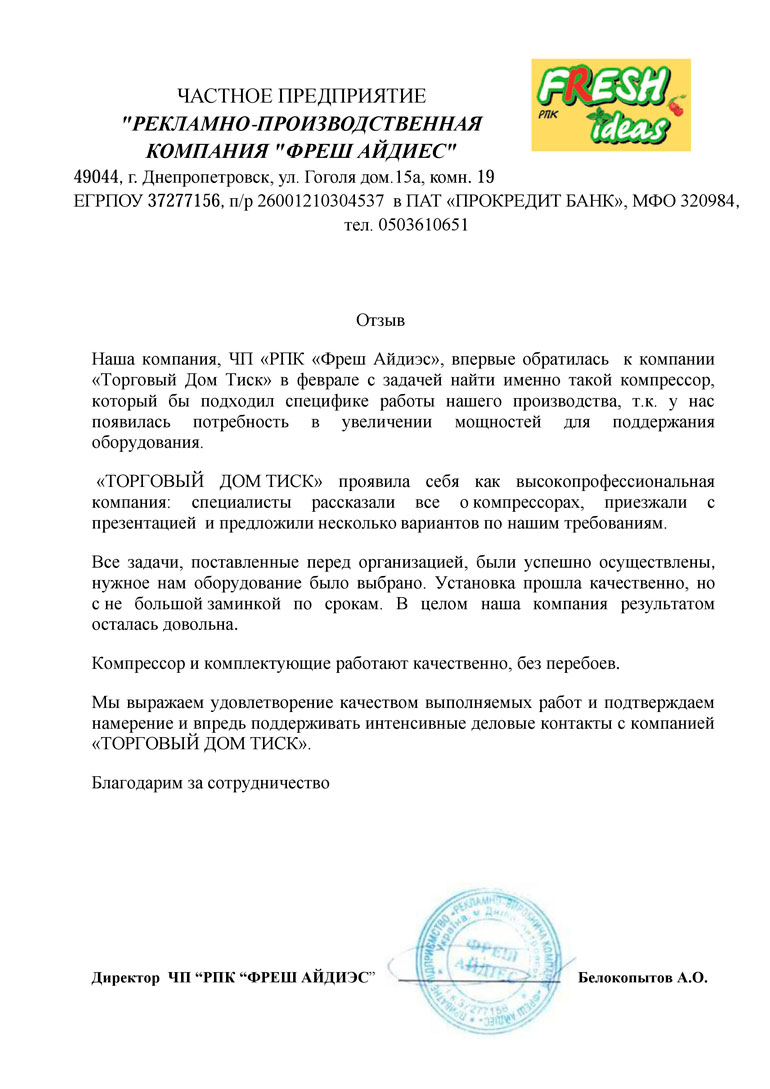 FRESH
РПК
ideas
ЧАСТНОЕ ПРЕДПРИЯТИЕ
"РЕКЛАМНО-ПРОИЗВОДСТВЕННАЯ
КОМПАНИЯ "ФРЕШ АЙДИЕС"
49044, г. Днепропетровск, ул. Гоголя дом.15а, комн. 19
ЕГРПОУ 37277156, п/р 26001210304537 в ПАТ «ПРОКРЕДИТ БАНК», МФО 320984,
тел. 0503610651
Отзыв
Наша компания, ЧП «РПК «Фреш Айдиэс», впервые обратилась к компании
«Торговый Дом Тиск» в феврале с задачей найти именно такой компрессор,
который бы подходил специфике работы нашего производства, т.к. у нас
появилась потребность в увеличении мощностей для поддержания
оборудования.
«ТОРГОВЫЙ ДОМ ТИСК» проявила себя как высокопрофессиональная
компания: специалисты рассказали все о компрессорах, приезжали с
презентацией и предложили несколько вариантов по нашим требованиям.
Все задачи, поставленные перед организацией, были успешно осуществлены,
нужное нам оборудование было выбрано. Установка прошла качественно, но
с не большой заминкой по срокам. В целом наша компания результатом
осталась довольна.
Компрессор и комплектующие работают качественно, без перебоев.
Мы выражаем удовлетворение качеством выполняемых работ и подтверждаем
намерение и впредь поддерживать интенсивные деловые контакты с компанией
«ТОРГОВЫЙ ДОМ ТИСК».
Благодарим за сотрудничество
Директор ЧП “РПК “ФРЕШ АЙДИЭС”
ФРЕШ
АЙДІЕС
37277156
Белокопытов А.О.